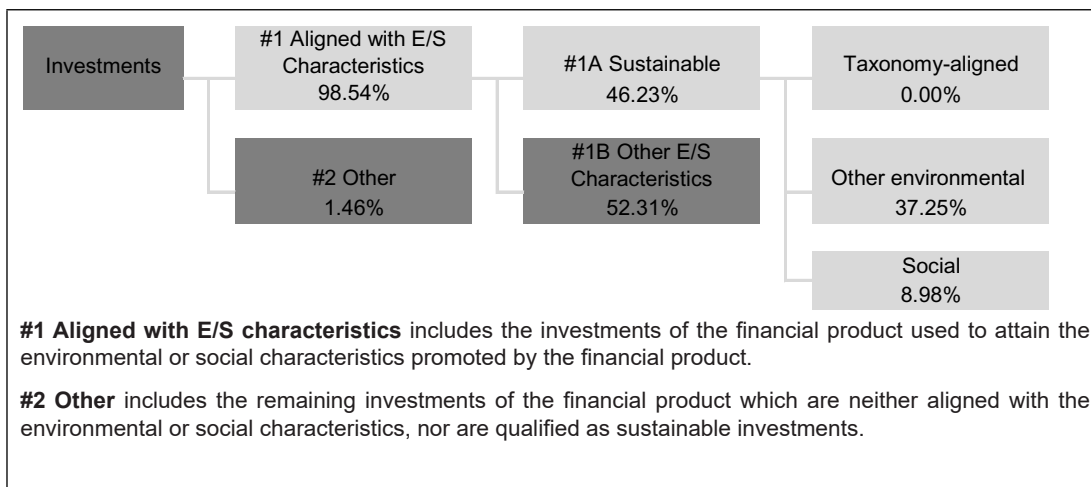 Investments
#1 Aligned with E/S
Characteristics
98.54%
#2 Other
1.46%
#1A Sustainable
46.23%
#1B Other E/S
Characteristics
52.31%
Taxonomy-aligned
0.00%
Other environmental
37.25%
Social
8.98%
#1 Aligned with E/S characteristics includes the investments of the financial product used to attain the
environmental or social characteristics promoted by the financial product.
#2 Other includes the remaining investments of the financial product which are neither aligned with the
environmental or social characteristics, nor are qualified as sustainable investments.